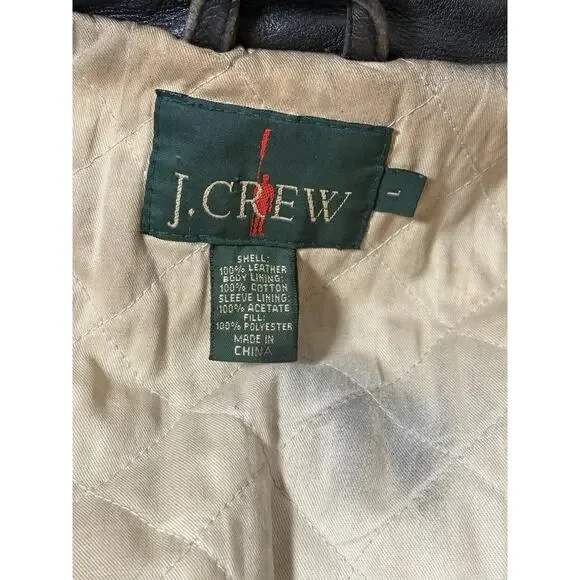 J.CREW
L
SHELL:
100% LEATHER
BODY LINING:
100% COTTON
SLEEVE LINING:
100% ACETATE
FILL:
100% POLYESTER
MADE IN
CHINA